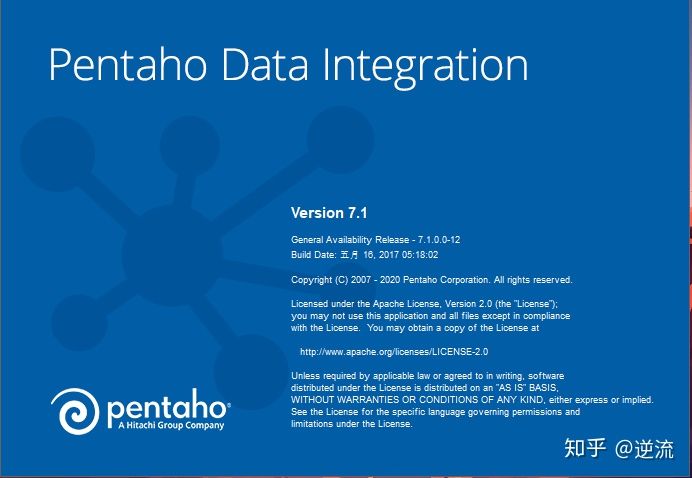 Pentaho Data Integration
Version 7.1
General Availability Release - 7.1.0.0-12
Build Date: 五月 16, 2017 05:18:02
Copyright (C) 2007 - 2020 Pentaho Corporation. All rights reserved.
Licensed under the Apache License, Version 2.0 (the "License");
you may not use this application and all files except in compliance
with the License. You may obtain a copy of the License at
http://www.apache.org/licenses/LICENSE-2.0
Unless required by applicable law or agreed to in writing, software
distributed under the License is distributed on an "AS IS" BASIS,
WITHOUT WARRANTIES OR CONDITIONS OF ANY KIND, either express or implied.
See the License for the specific language governing permissions and
limitations under the License.
pentaho®
A Hitachi Group Company
知乎 @逆流